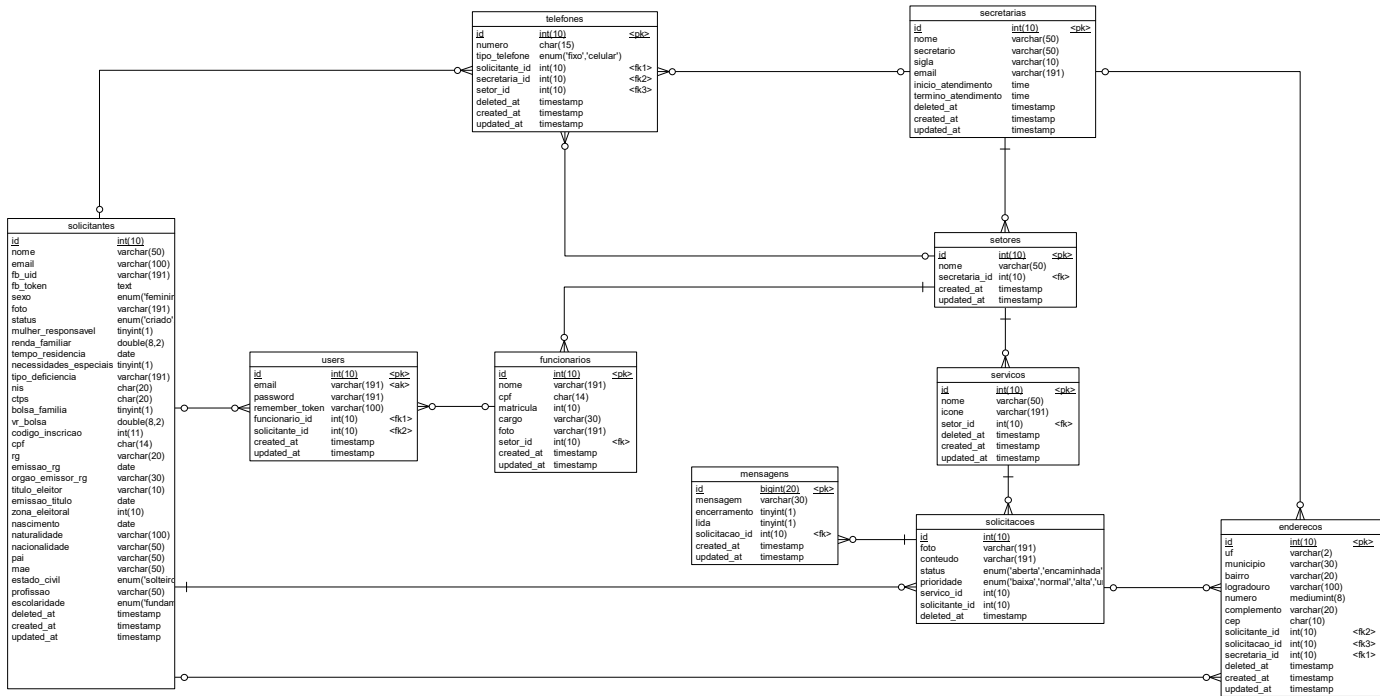 telefones
id int(10) <pk>
numero char(15)
tipo_telefone enum('fixo','celular')
solicitante_id int(10) <fk1>
secretaria_id int(10) <fk2>
setor_id int(10) <fk3>
deleted_at timestamp
created_at timestamp
updated_at timestamp
secretarias
id int(10) <pk>
nome varchar(50)
secretario varchar(50)
sigla varchar(10)
email varchar(191)
inicio_atendimento time
termino_atendimento time
deleted_at timestamp
created_at timestamp
updated_at timestamp
solicitantes
id int(10)
nome varchar(50)
email varchar(100)
fb_uid varchar(191)
fb_token text
sexo enum('feminin
foto varchar(191)
status enum('criado'
mulher_responsavel tinyint(1)
renda_familiar double(8,2)
tempo_residencia date
necessidades_especiais tinyint(1)
tipo_deficiencia varchar(191)
nis char(20)
ctps char(20)
bolsa_familia tinyint(1)
vr_bolsa double(8,2)
codigo_inscricao int(11)
cpf char(14)
rg varchar(20)
emissao_rg date
orgao_emissor_rg varchar(30)
titulo_eleitor varchar(10)
emissao_titulo date
zona_eleitoral int(10)
nascimento date
naturalidade varchar(100)
nacionalidade varchar(50)
pai varchar(50)
mae varchar(50)
estado_civil enum('solteiro
profissao varchar(50)
escolaridade enum('fundam
deleted_at timestamp
created_at timestamp
updated_at timestamp
setores
id int(10) <pk>
nome varchar(50)
secretaria_id int(10) <fk>
created_at timestamp
updated_at timestamp
users
id int(10) <pk>
email varchar(191) <ak>
password varchar(191)
remember_token varchar(100)
funcionario_id int(10) <fk1>
solicitante_id int(10) <fk2>
created_at timestamp
updated_at timestamp
funcionarios
id int(10) <pk>
nome varchar(191)
cpf char(14)
matricula int(10)
cargo varchar(30)
foto varchar(191)
setor_id int(10) <fk>
created_at timestamp
updated_at timestamp
servicos
id int(10) <pk>
nome varchar(50)
icone varchar(191)
setor_id int(10) <fk>
deleted_at timestamp
created_at timestamp
updated_at timestamp
mensagens
id bigint(20) <pk>
mensagem varchar(30)
encerramento tinyint(1)
lida tinyint(1)
solicitacao_id int(10) <fk>
created_at timestamp
updated_at timestamp
solicitacoes
id int(10)
foto varchar(191)
conteudo varchar(191)
status enum('aberta','encaminhada'
prioridade enum('baixa','normal','alta','u
servico_id int(10)
solicitante_id int(10)
deleted_at timestamp
enderecos
id int(10) <pk>
uf varchar(2)
municipio varchar(30)
bairro varchar(20)
logradouro varchar(100)
numero mediumint(8)
complemento varchar(20)
cep char(10)
solicitante_id int(10) <fk2>
solicitacao_id int(10) <fk3>
secretaria_id int(10) <fk1>
deleted_at timestamp
created_at timestamp
updated_at timestamp